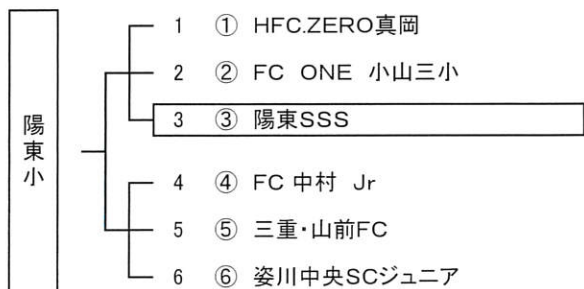 陽東小
1 ① HFC.ZERO真岡
2 ② FC ONE 小山三小
3 ③ 陽東SSS
4 ④ FC 中村 Jr
5 ⑤ 三重・山前FC
6 ⑥ 姿川中央SCジュニア